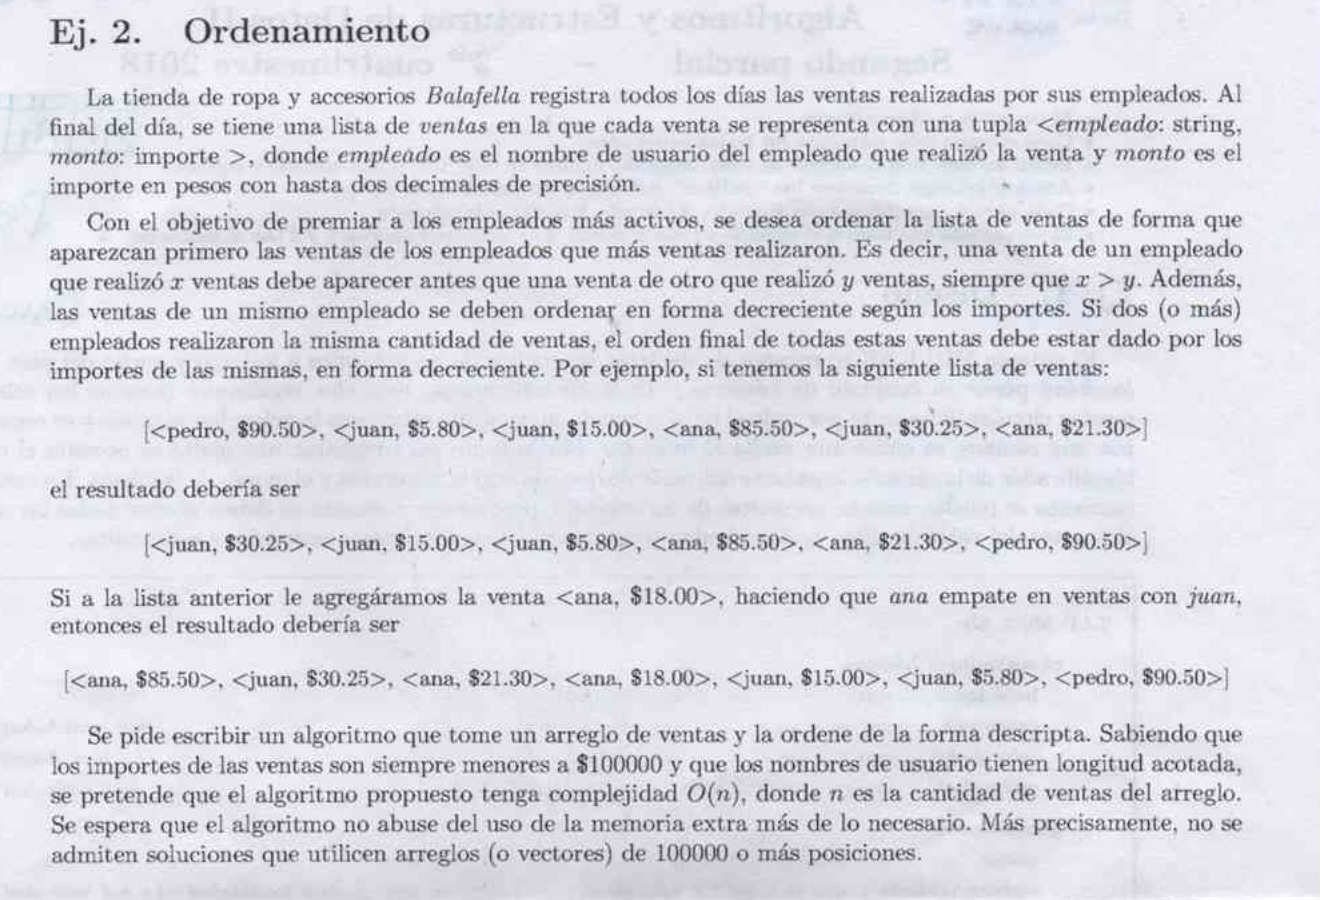 Ej. 2. Ordenamiento
La tienda de ropa y accesorios Balafella registra todos los días las ventas realizadas por sus empleados. Al
final del día, se tiene una lista de ventas en la que cada venta se representa con una tupla <empleado: string,
monto: importe >, donde empleado es el nombre de usuario del empleado que realizó la venta y monto es el
importe en pesos con hasta dos decimales de precisión.
Con el objetivo de premiar a los empleados más activos, se desea ordenar la lista de ventas de forma que
aparezcan primero las ventas de los empleados que más ventas realizaron. Es decir, una venta de un empleado
que realizó x ventas debe aparecer antes que una venta de otro que realizó y ventas, siempre que x > y. Además,
las ventas de un mismo empleado se deben ordenar en forma decreciente según los importes. Si dos (o más)
empleados realizaron la misma cantidad de ventas, el orden final de todas estas ventas debe estar dado por los
importes de las mismas, en forma decreciente. Por ejemplo, si tenemos la siguiente lista de ventas:
[<pedro, $90.50>, <juan, $5.80>, <juan, $15.00>, <ana, $85.50>, <juan, $30.25>, <ana, $21.30>]
el resultado debería ser
[<juan, $30.25>, <juan, $15.00>, <juan, $5.80>, <ana, $85.50>, <ana, $21.30>, <pedro, $90.50>]
Si a la lista anterior le agregáramos la venta <ana, $18.00>, haciendo que ana empate en ventas con juan,
entonces el resultado debería ser
[<ana, $85.50>, <juan, $30.25>, <ana, $21.30>, <ana, $18.00>, <juan, $15.00>, <juan, $5.80>, <pedro, $90.50>]
Se pide escribir un algoritmo que tome un arreglo de ventas y la ordene de la forma descripta. Sabiendo que
los importes de las ventas son siempre menores a $100000 y que los nombres de usuario tienen longitud acotada,
se pretende que el algoritmo propuesto tenga complejidad O(n), donde n es la cantidad de ventas del arreglo.
Se espera que el algoritmo no abuse del uso de la memoria extra más de lo necesario. Más precisamente, no se
admiten soluciones que utilicen arreglos (o vectores) de 100000 o más posiciones.